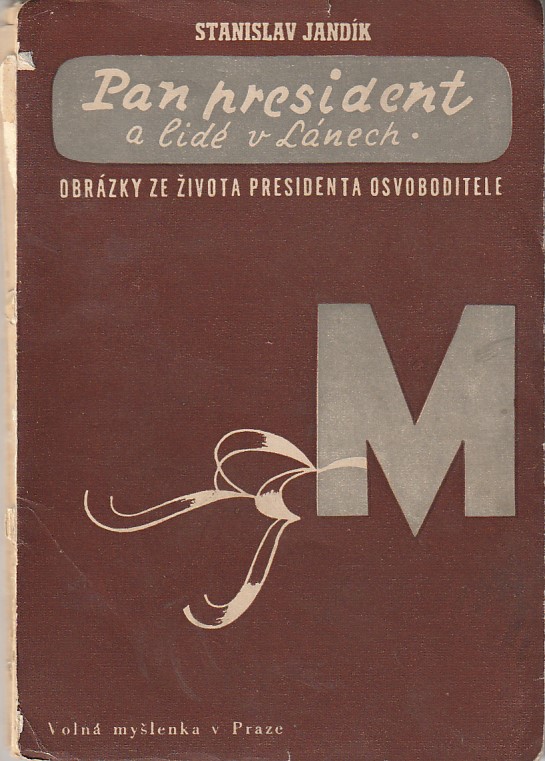 STANISLAV JANDÍK
Pan president
a lidé v Lánech.
OBRÁZKY ZE ŽIVOTA PRESIDENTA OSVOBODITELE
M
Volná myšlenka v Praze